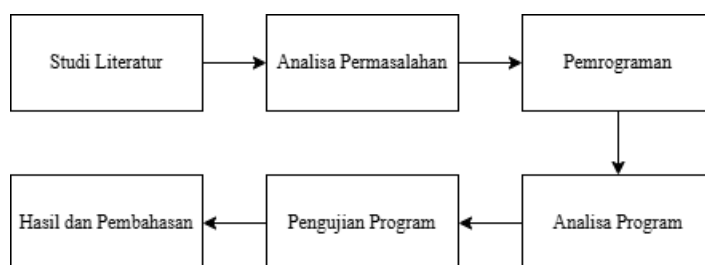 Studi Literatur
Analisa Permasalahan
Pemrograman
Hasil dan Pembahasan
Pengujian Program
Analisa Program